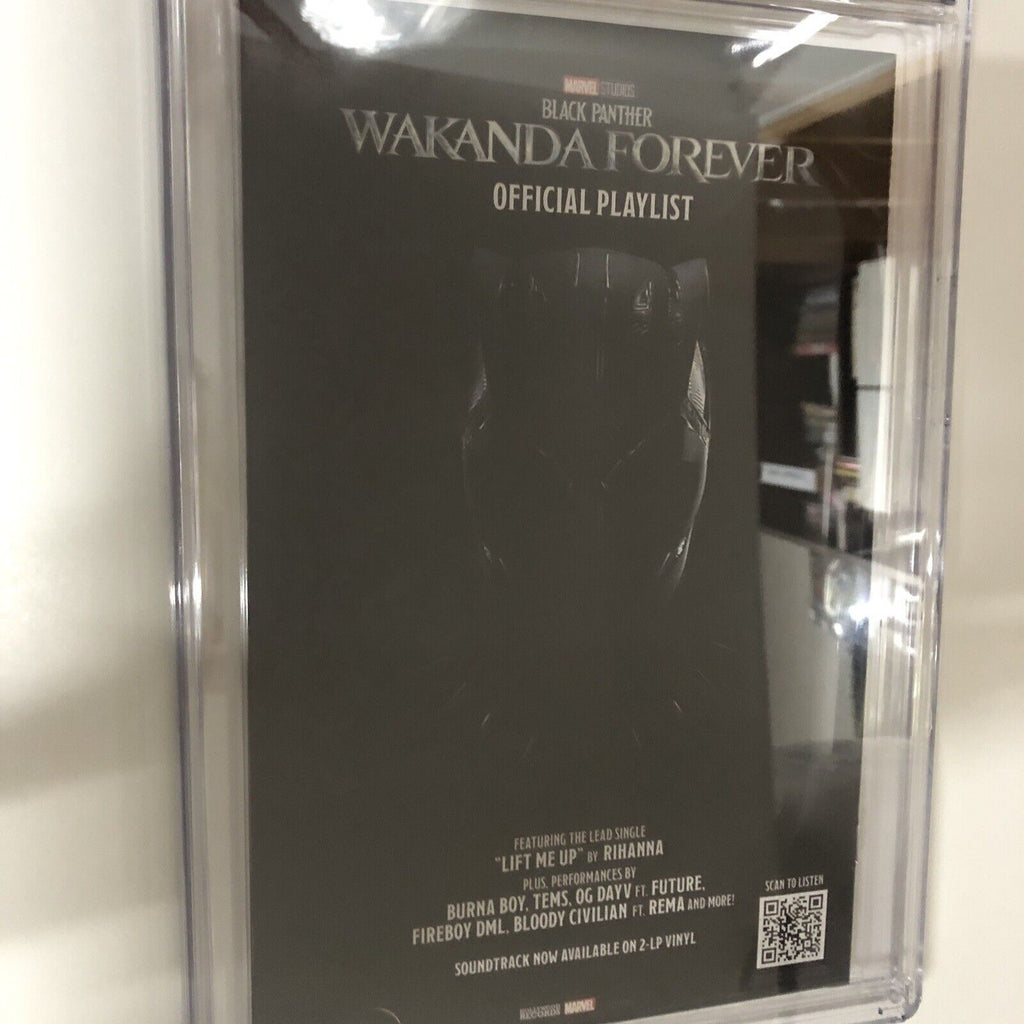 MARVEL STUDIOS
BLACK PANTHER
WAKANDA FOREVER
OFFICIAL PLAYLIST
FEATURING THE LEAD SINGLE
"LIFT ME UP" BY RIHANNA
PLUS, PERFORMANCES BY
BURNA BOY, TEMS, OG DAYV FT. FUTURE,
FIREBOY DML, BLOODY CIVILIAN FT. REMA AND MORE!
SCAN TO LISTEN
SOUNDTRACK NOW AVAILABLE ON 2-LP VINYL
HOLLYWOOD RECORDS MARVEL